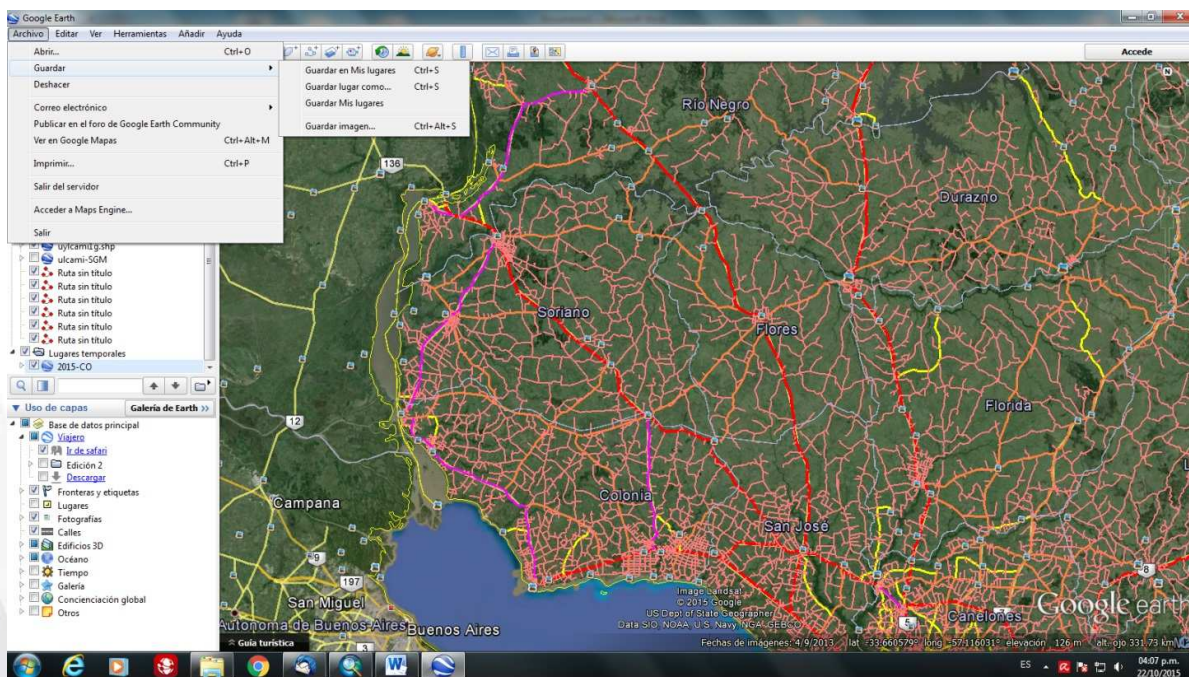 Google Earth
Archivo Editar Ver Herramientas Añadir Ayuda
Abrir... Ctrl+O
Guardar
Deshacer
Correo electrónico
Publicar en el foro de Google Earth Community
Ver en Google Maps Ctrl+Alt+M
Imprimir... Ctrl+P
Salir del servidor
Acceder a Maps Engine...
Salir
Guardar en Mis lugares Ctrl+S
Guardar lugar como... Ctrl+S
Guardar Mis lugares
Guardar imagen... Ctrl+Alt+S
Accede
N
uylcami1g.shp
ulcami-SGM
Ruta sin título
Ruta sin título
Ruta sin título
Ruta sin título
Ruta sin título
Ruta sin título
Lugares temporales
2015-CO
Uso de capas Galería de Earth >>
Base de datos principal
Viajero
Ir de safari
Edición 2
Descargar
Fronteras y etiquetas
Lugares
Fotografías
Calles
Edificios 3D
Océano
Tiempo
Galería
Concienciación global
Otros
Río Negro
136
Durazno
Soriano
Flores
Florida
12
Campana
Colonia
San José
9
197
8
San Miguel
Canelones
5
Autónoma de Buenos Aires
Buenos Aires
3
Image Landsat
© 2015 Google
US Dept of State Geographer
Data SIO, NOAA, U.S. Navy, NGA, GEBCO
Google earth
Guía turística
Fechas de imágenes: 4/9/2013 lat -33.660579° long -57.116031° elevación 126 m alt. ojo 331.73 km
ES 04:07 p.m.
22/10/2015